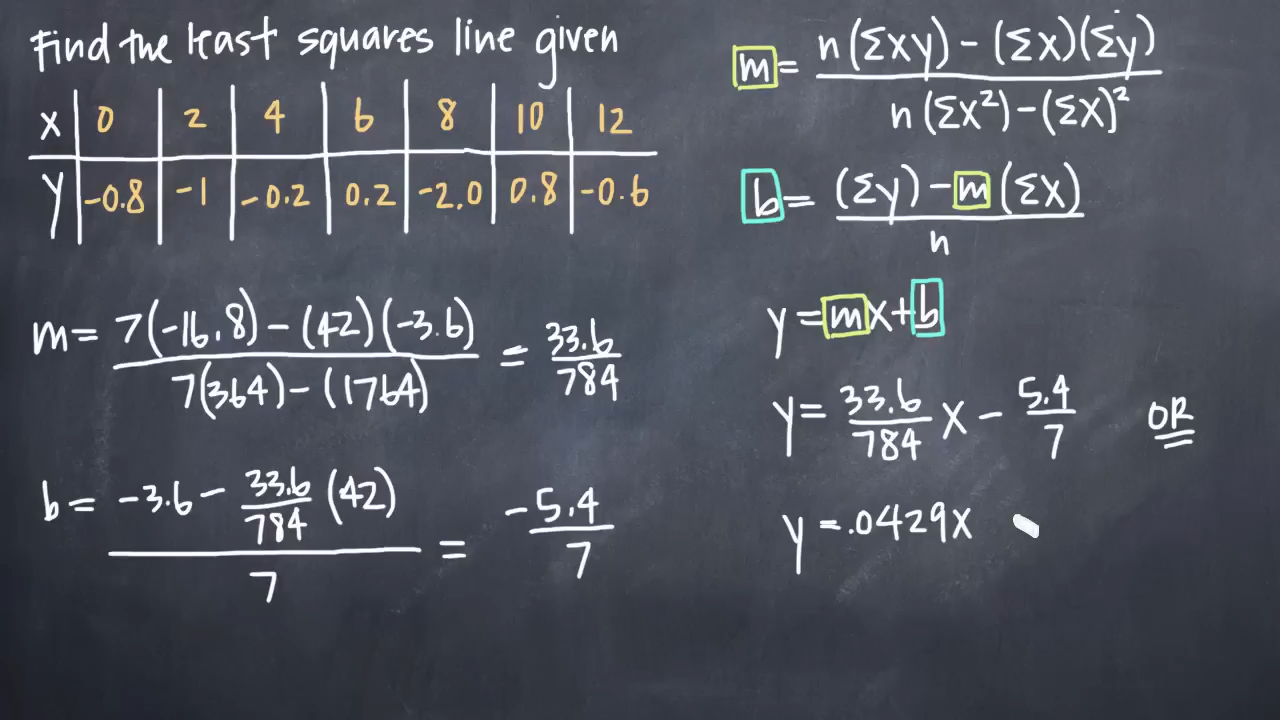 Find the least squares line given
x 0 2 4 6 8 10 12
y -0.8 -1 -0.2 0.2 -2.0 0.8 -0.6
m = 7(-16.8) - (42)(-3.6) / 7(364) - (1764) = 33.6/784
b = -3.6 - 33.6/784 (42) / 7 = -5.4/7
m = n(Σxy) - (Σx)(Σy) / n(Σx²) - (Σx)²
b = (Σy) - m(Σx) / n
y = mx + b
y = 33.6/784 x - 5.4/7 OR
y = .0429x